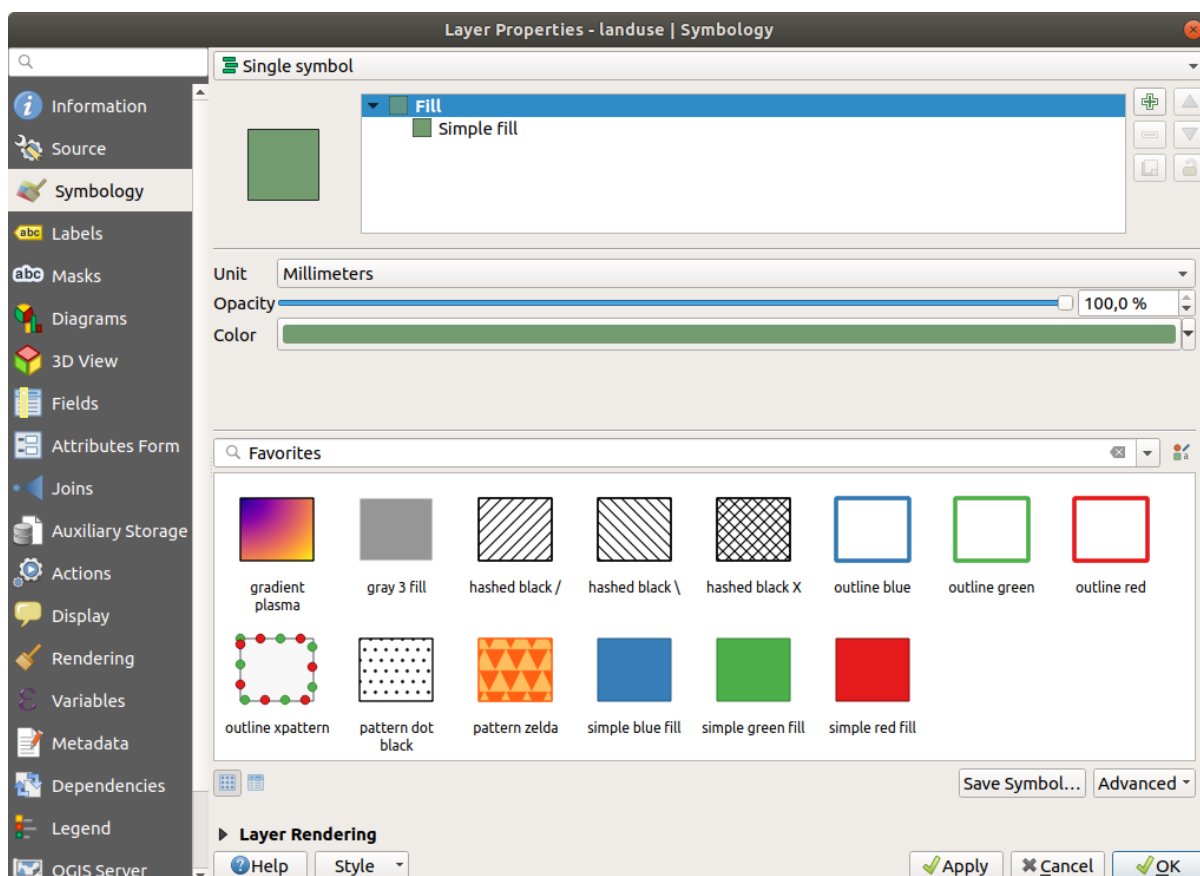 Layer Properties - landuse | Symbology
Single symbol
Information
Source
Symbology
Labels
Masks
Diagrams
3D View
Fields
Attributes Form
Joins
Auxiliary Storage
Actions
Display
Rendering
Variables
Metadata
Dependencies
Legend
QGIS Server
Fill
Simple fill
Unit Millimeters
Opacity 100,0 %
Color
Favorites
gradient plasma
gray 3 fill
hashed black /
hashed black \
hashed black X
outline blue
outline green
outline red
outline xpattern
pattern dot black
pattern zelda
simple blue fill
simple green fill
simple red fill
Save Symbol...
Advanced
Layer Rendering
Help
Style
Apply
Cancel
OK